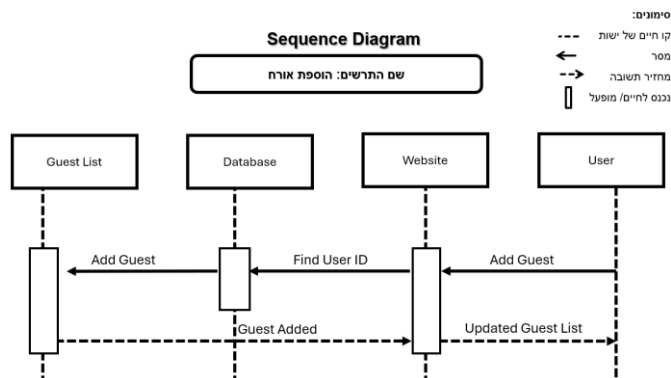 סימונים:
קו חיים של ישות
מסר
מחזיר תשובה
נכנס לחיים/ מופעל
Sequence Diagram
שם התרשים: הוספת אורח
Guest List
Database
Website
User
Add Guest
Find User ID
Add Guest
Guest Added
Updated Guest List